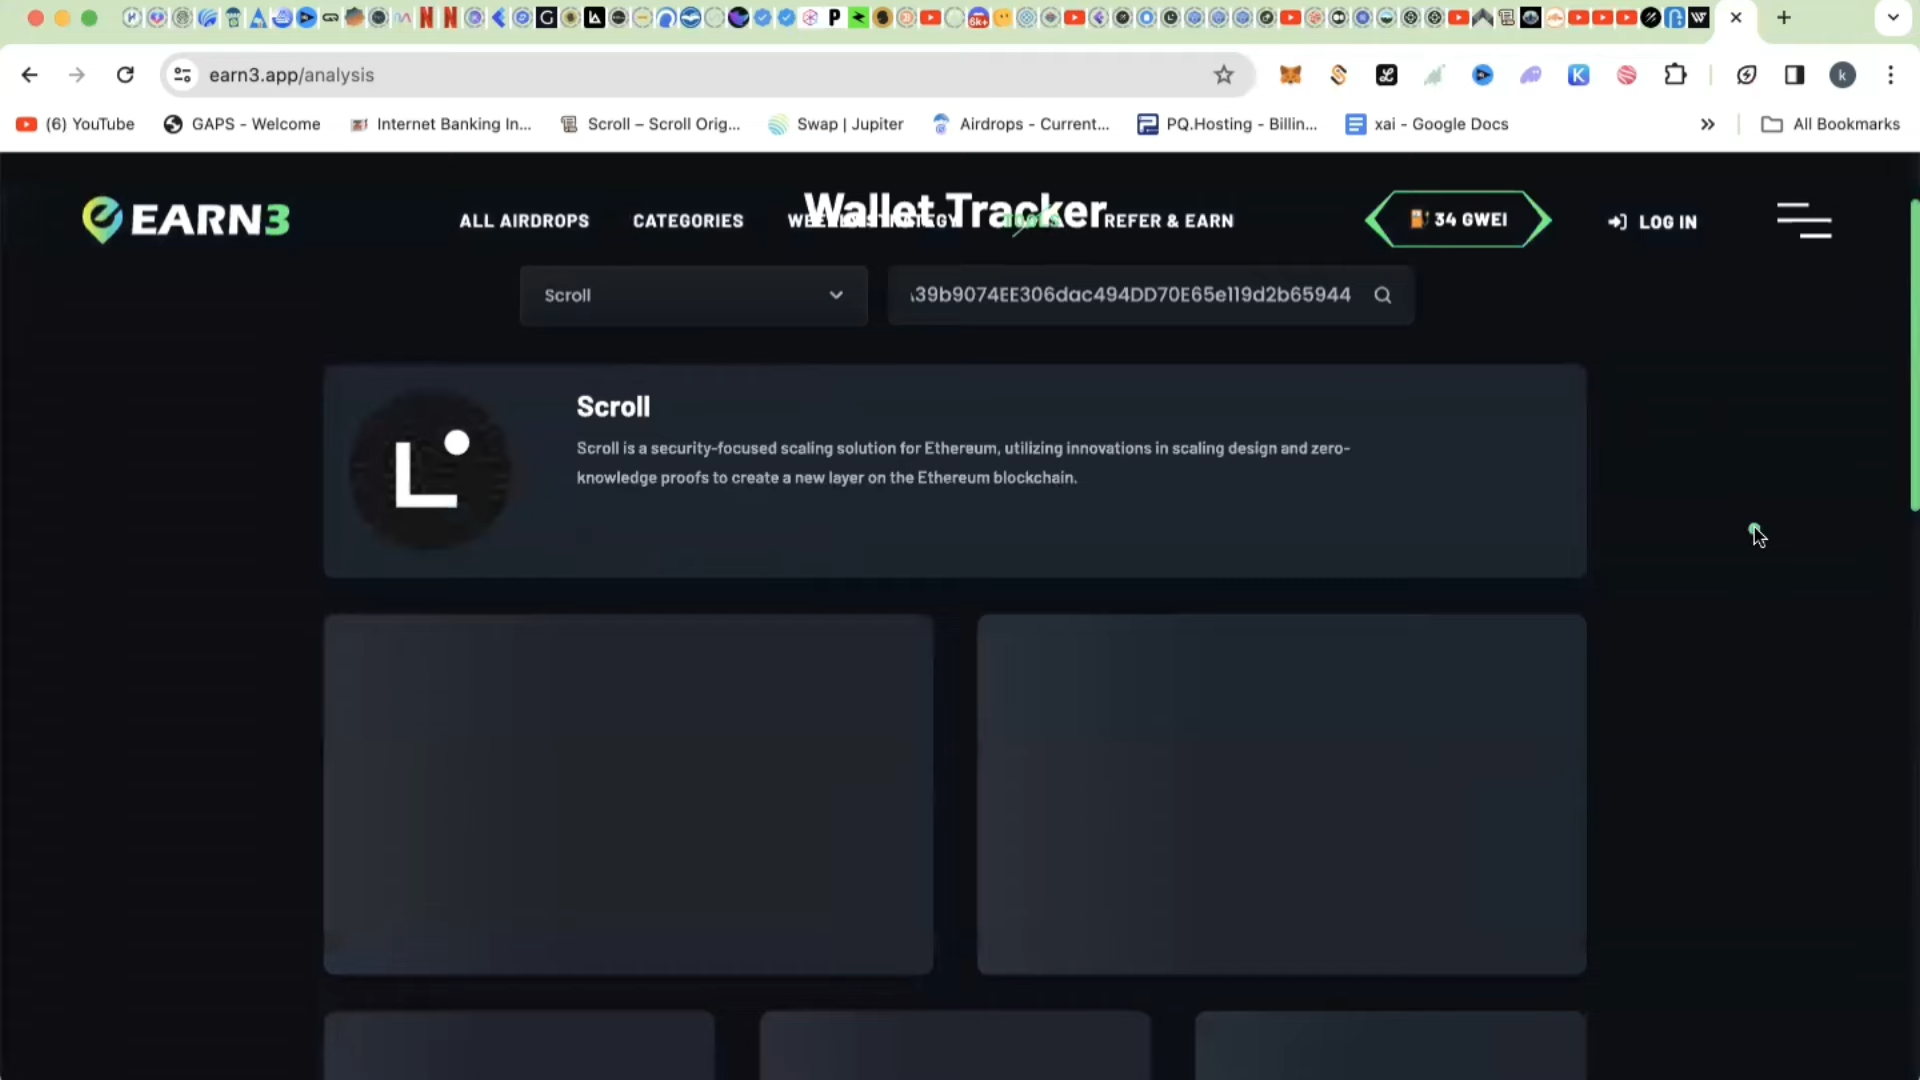 earn3.app/analysis
(6) YouTube
GAPS - Welcome
Internet Banking In...
Scroll – Scroll Orig...
Swap | Jupiter
Airdrops - Current...
PQ.Hosting - Billin...
xai - Google Docs
All Bookmarks
EARN3
ALL AIRDROPS
CATEGORIES
Wallet Tracker
REFER & EARN
34 GWEI
LOG IN
Scroll
39b9074EE306dac494DD70E65e119d2b65944
Scroll
Scroll is a security-focused scaling solution for Ethereum, utilizing innovations in scaling design and zero-
knowledge proofs to create a new layer on the Ethereum blockchain.